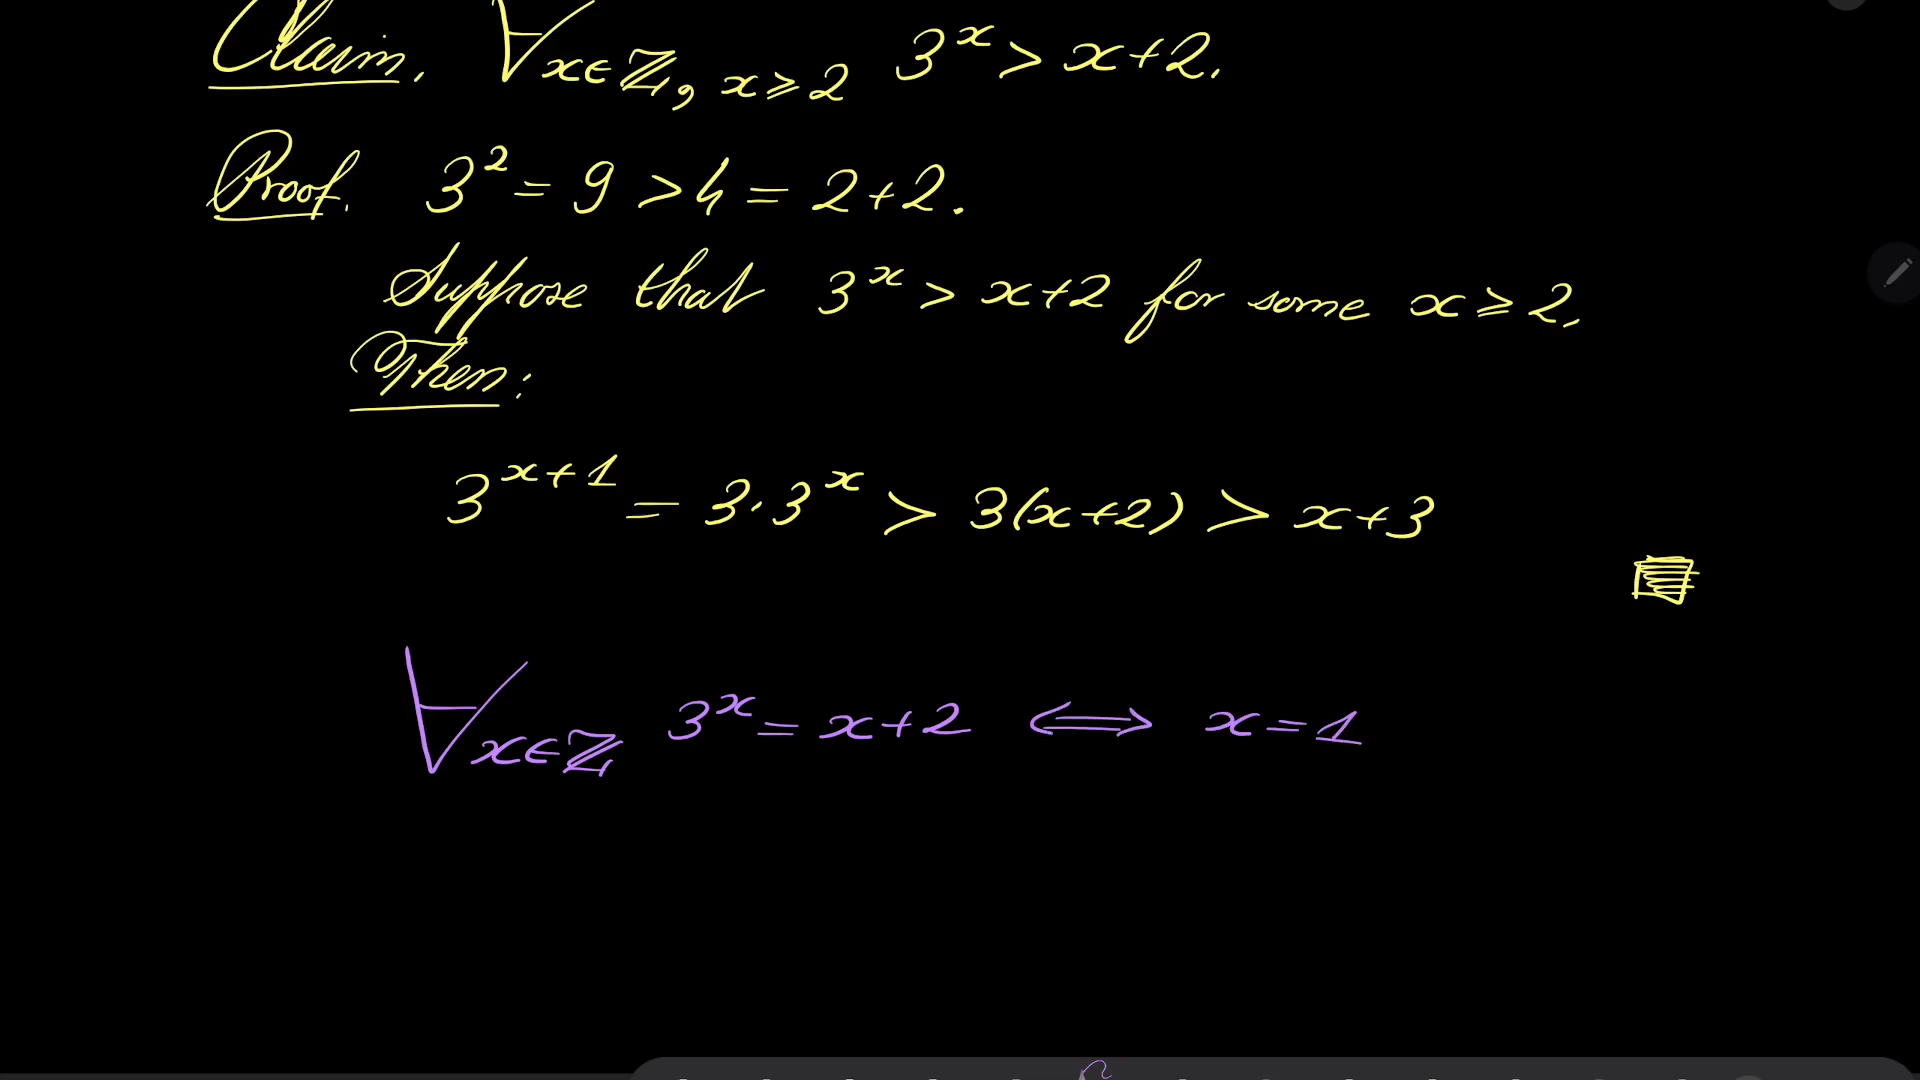 Claim. ∀x∈ℤ, x⩾2 3^x > x+2.
Proof. 3^2 = 9 > 4 = 2+2.
Suppose that 3^x > x+2 for some x ⩾ 2.
Then:
3^{x+1} = 3·3^x > 3(x+2) > x+3
∀x∈ℤ 3^x = x+2 ⟺ x=1